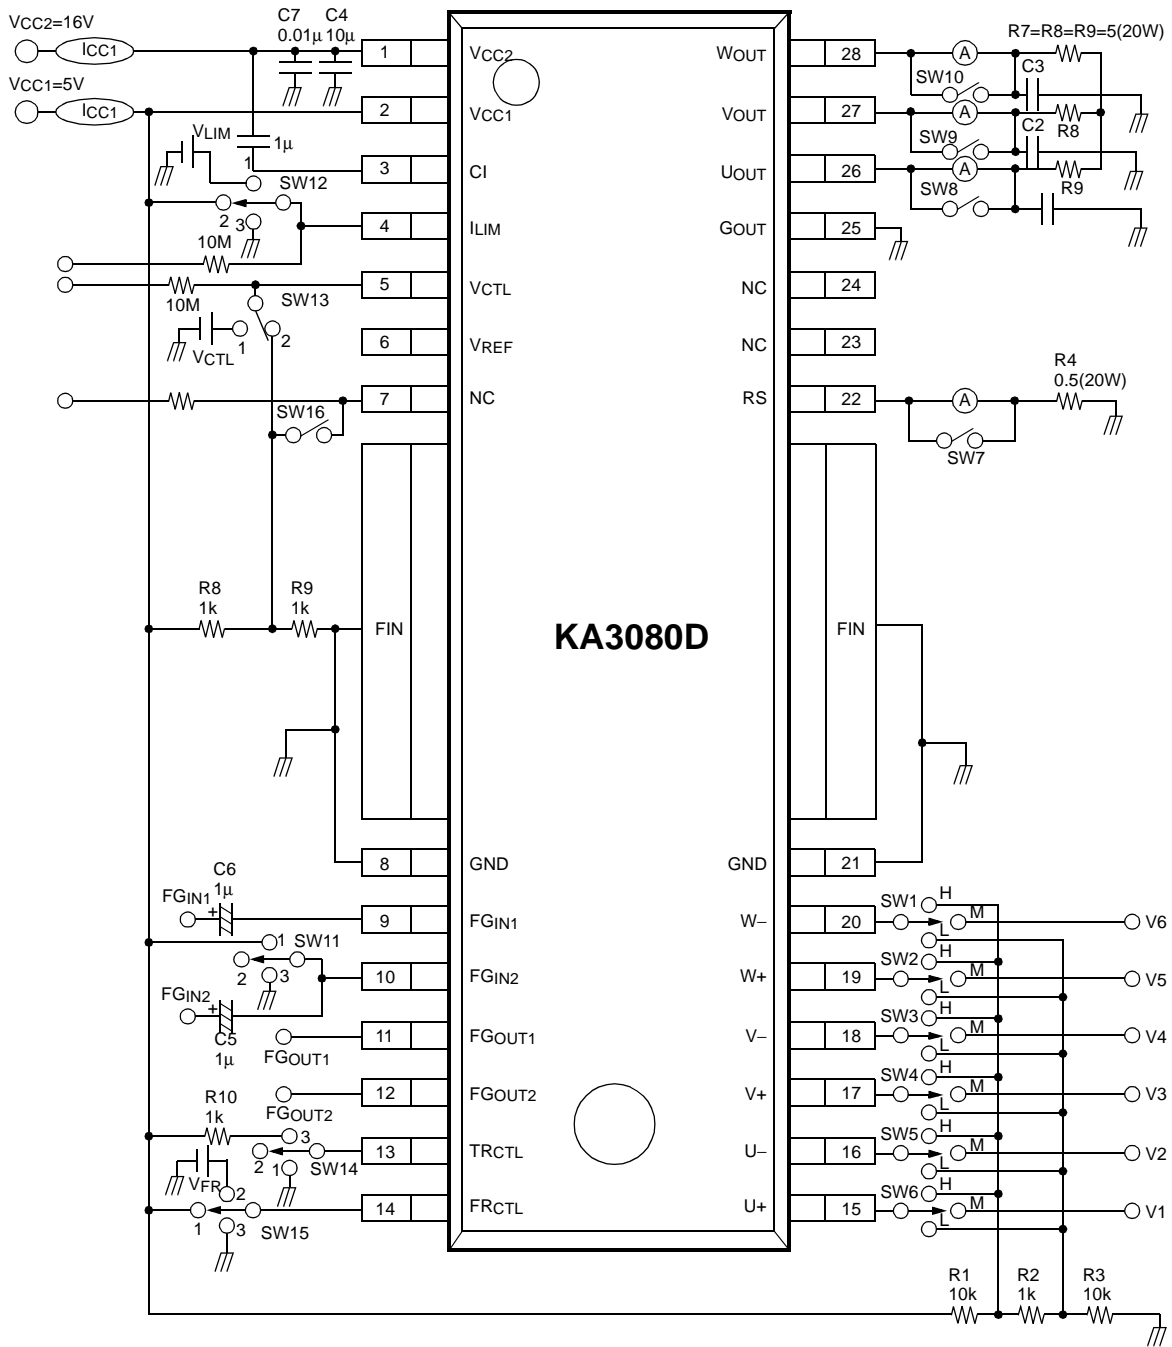 VCC2=16V
ICC1
C7
0.01μ
C4
10μ
1
VCC2
WOUT
28
A
R7=R8=R9=5(20W)
SW10
C3
VCC1=5V
ICC1
2
VCC1
VOUT
27
A
R8
VLIM
1μ
1
SW9
C2
3
CI
UOUT
26
A
R9
SW12
2
3
SW8
4
ILIM
GOUT
25
10M
5
VCTL
NC
24
10M
SW13
1
2
VCTL
6
VREF
NC
23
7
NC
RS
22
A
R4
0.5(20W)
SW16
SW7
R8
1k
R9
1k
FIN
KA3080D
FIN
8
GND
GND
21
C6
1μ
FGIN1
+
9
FGIN1
W−
20
SW1
H
M
L
V6
1
SW11
2
3
10
FGIN2
W+
19
SW2
H
M
L
V5
FGIN2
+
C5
1μ
11
FGOUT1
V−
18
SW3
H
M
L
V4
FGOUT1
12
FGOUT2
V+
17
SW4
H
M
L
V3
FGOUT2
R10
1k
3
2
1
SW14
13
TRCTL
U−
16
SW5
H
M
L
V2
VFR
2
1
3
SW15
14
FRCTL
U+
15
SW6
H
M
L
V1
R1
10k
R2
1k
R3
10k